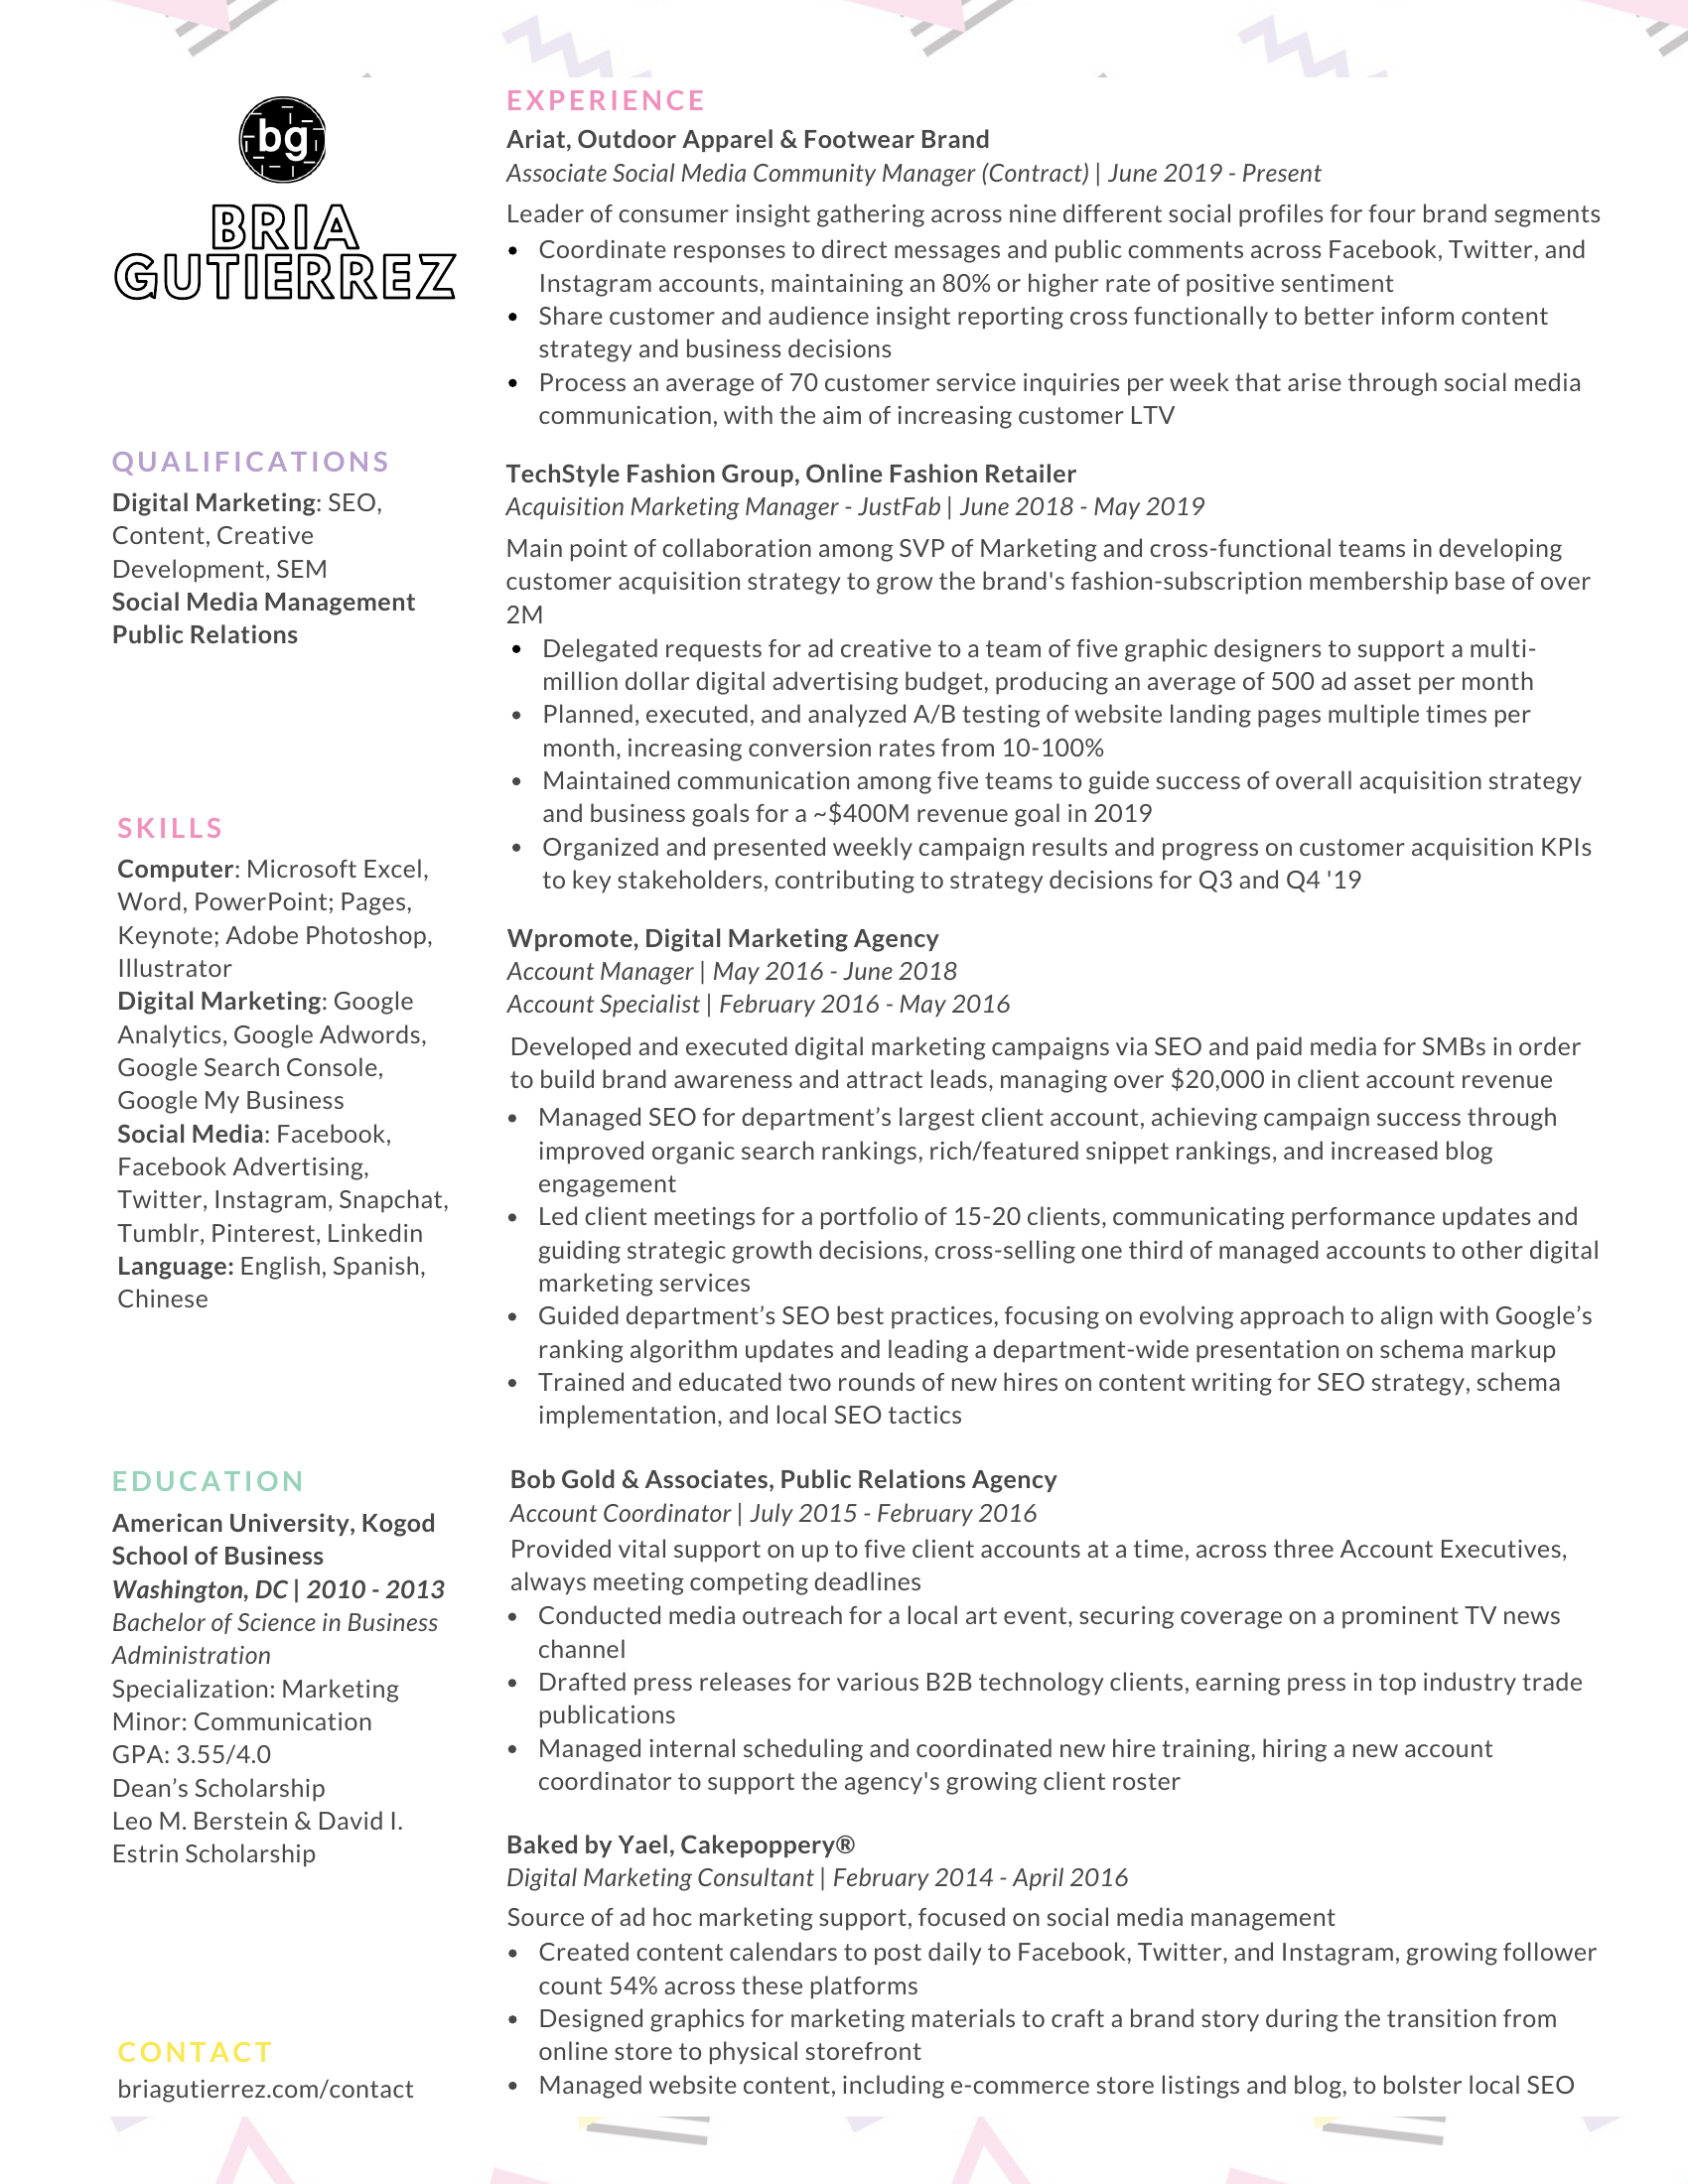 bg
BRIA
GUTIERREZ
QUALIFICATIONS
Digital Marketing: SEO,
Content, Creative
Development, SEM
Social Media Management
Public Relations
SKILLS
Computer: Microsoft Excel,
Word, PowerPoint; Pages,
Keynote; Adobe Photoshop,
Illustrator
Digital Marketing: Google
Analytics, Google Adwords,
Google Search Console,
Google My Business
Social Media: Facebook,
Facebook Advertising,
Twitter, Instagram, Snapchat,
Tumblr, Pinterest, Linkedin
Language: English, Spanish,
Chinese
EDUCATION
American University, Kogod
School of Business
Washington, DC | 2010 - 2013
Bachelor of Science in Business
Administration
Specialization: Marketing
Minor: Communication
GPA: 3.55/4.0
Dean’s Scholarship
Leo M. Berstein & David I.
Estrin Scholarship
CONTACT
briagutierrez.com/contact
EXPERIENCE
Ariat, Outdoor Apparel & Footwear Brand
Associate Social Media Community Manager (Contract) | June 2019 - Present
Leader of consumer insight gathering across nine different social profiles for four brand segments
• Coordinate responses to direct messages and public comments across Facebook, Twitter, and
Instagram accounts, maintaining an 80% or higher rate of positive sentiment
• Share customer and audience insight reporting cross functionally to better inform content
strategy and business decisions
• Process an average of 70 customer service inquiries per week that arise through social media
communication, with the aim of increasing customer LTV
TechStyle Fashion Group, Online Fashion Retailer
Acquisition Marketing Manager - JustFab | June 2018 - May 2019
Main point of collaboration among SVP of Marketing and cross-functional teams in developing
customer acquisition strategy to grow the brand's fashion-subscription membership base of over
2M
• Delegated requests for ad creative to a team of five graphic designers to support a multi-
million dollar digital advertising budget, producing an average of 500 ad asset per month
• Planned, executed, and analyzed A/B testing of website landing pages multiple times per
month, increasing conversion rates from 10-100%
• Maintained communication among five teams to guide success of overall acquisition strategy
and business goals for a ~$400M revenue goal in 2019
• Organized and presented weekly campaign results and progress on customer acquisition KPIs
to key stakeholders, contributing to strategy decisions for Q3 and Q4 '19
Wpromote, Digital Marketing Agency
Account Manager | May 2016 - June 2018
Account Specialist | February 2016 - May 2016
Developed and executed digital marketing campaigns via SEO and paid media for SMBs in order
to build brand awareness and attract leads, managing over $20,000 in client account revenue
• Managed SEO for department’s largest client account, achieving campaign success through
improved organic search rankings, rich/featured snippet rankings, and increased blog
engagement
• Led client meetings for a portfolio of 15-20 clients, communicating performance updates and
guiding strategic growth decisions, cross-selling one third of managed accounts to other digital
marketing services
• Guided department’s SEO best practices, focusing on evolving approach to align with Google’s
ranking algorithm updates and leading a department-wide presentation on schema markup
• Trained and educated two rounds of new hires on content writing for SEO strategy, schema
implementation, and local SEO tactics
Bob Gold & Associates, Public Relations Agency
Account Coordinator | July 2015 - February 2016
Provided vital support on up to five client accounts at a time, across three Account Executives,
always meeting competing deadlines
• Conducted media outreach for a local art event, securing coverage on a prominent TV news
channel
• Drafted press releases for various B2B technology clients, earning press in top industry trade
publications
• Managed internal scheduling and coordinated new hire training, hiring a new account
coordinator to support the agency's growing client roster
Baked by Yael, Cakepoppery®
Digital Marketing Consultant | February 2014 - April 2016
Source of ad hoc marketing support, focused on social media management
• Created content calendars to post daily to Facebook, Twitter, and Instagram, growing follower
count 54% across these platforms
• Designed graphics for marketing materials to craft a brand story during the transition from
online store to physical storefront
• Managed website content, including e-commerce store listings and blog, to bolster local SEO